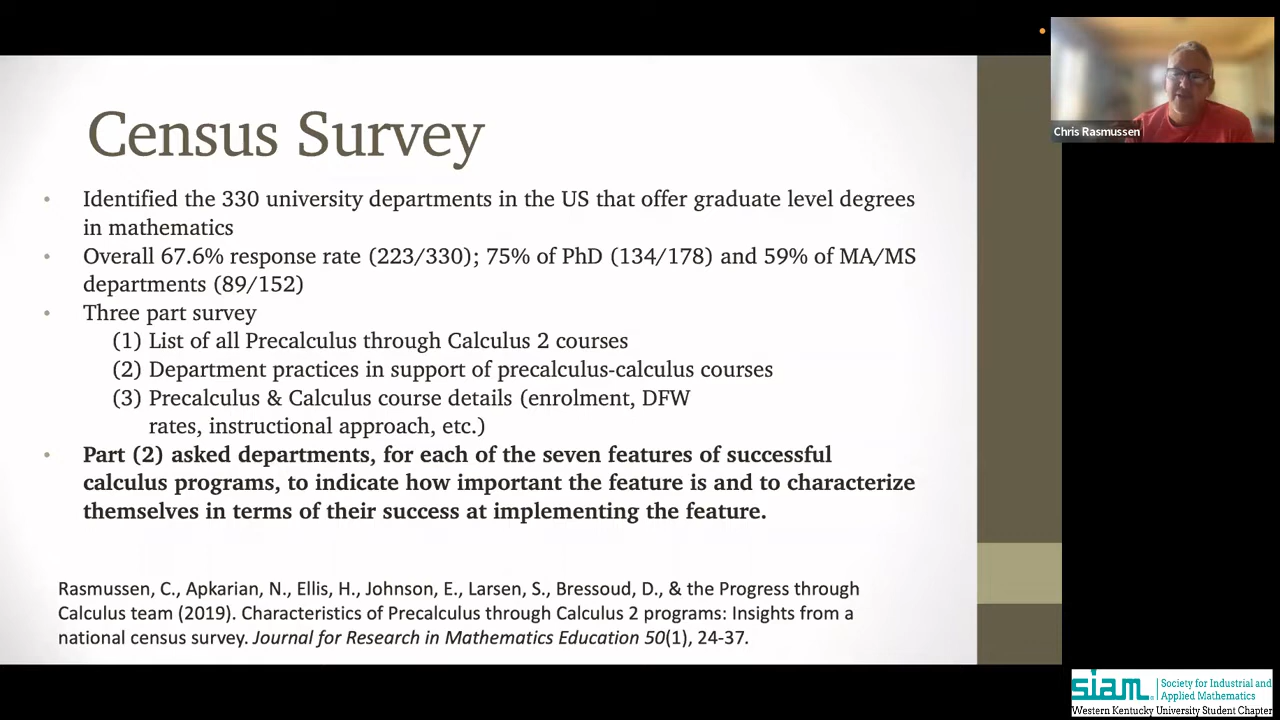 Census Survey
• Identified the 330 university departments in the US that offer graduate level degrees
in mathematics
• Overall 67.6% response rate (223/330); 75% of PhD (134/178) and 59% of MA/MS
departments (89/152)
• Three part survey
(1) List of all Precalculus through Calculus 2 courses
(2) Department practices in support of precalculus-calculus courses
(3) Precalculus & Calculus course details (enrolment, DFW
rates, instructional approach, etc.)
• Part (2) asked departments, for each of the seven features of successful
calculus programs, to indicate how important the feature is and to characterize
themselves in terms of their success at implementing the feature.
Rasmussen, C., Apkarian, N., Ellis, H., Johnson, E., Larsen, S., Bressoud, D., & the Progress through
Calculus team (2019). Characteristics of Precalculus through Calculus 2 programs: Insights from a
national census survey. Journal for Research in Mathematics Education 50(1), 24-37.
Chris Rasmussen
siam. Society for Industrial and
Applied Mathematics
Western Kentucky University Student Chapter